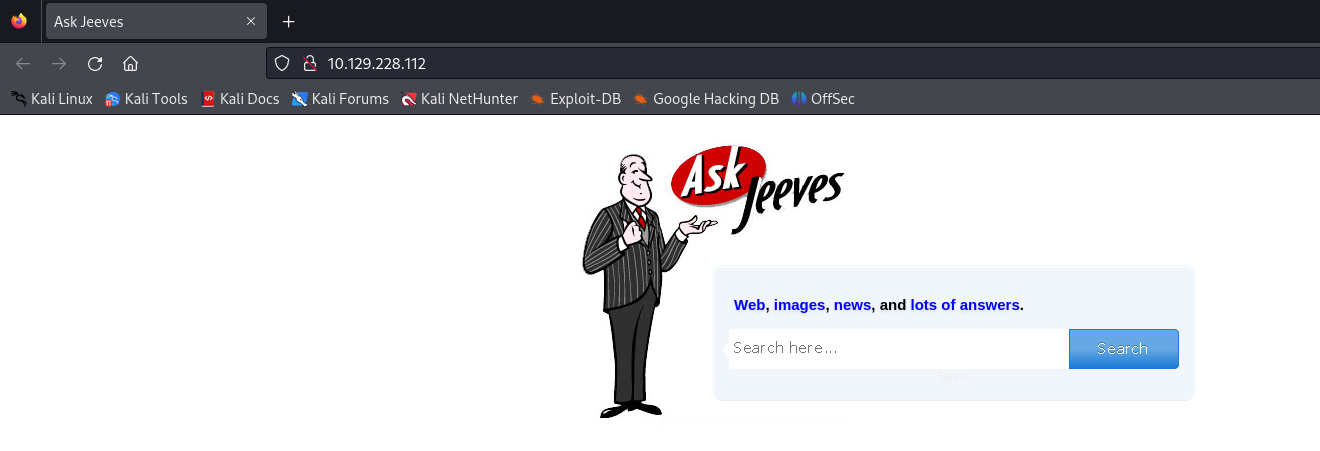 Ask Jeeves
10.129.228.112
Kali Linux Kali Tools Kali Docs Kali Forums Kali NetHunter Exploit-DB Google Hacking DB OffSec
Ask
Jeeves
Web, images, news, and lots of answers.
Search here... Search